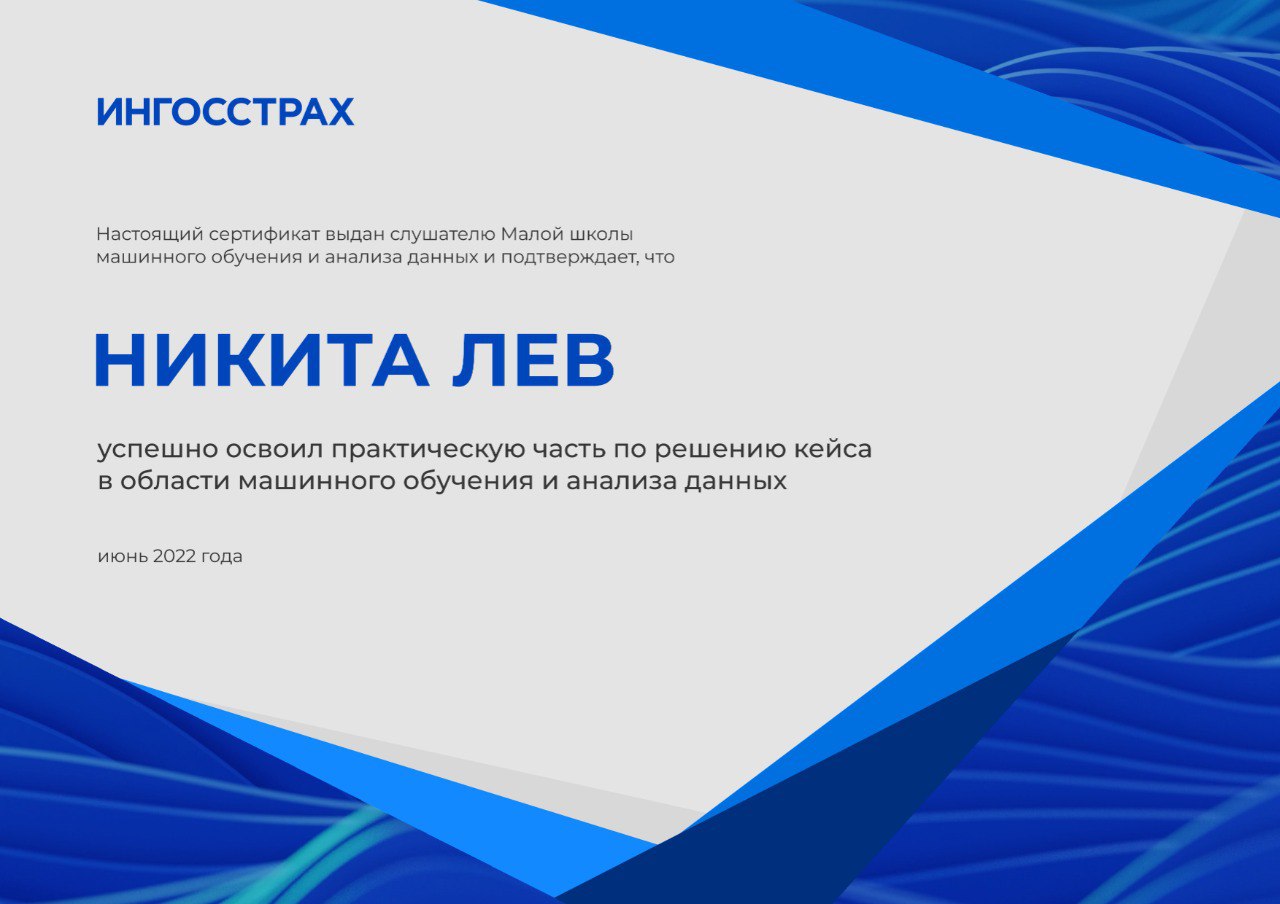 ИНГОССТРАХ
Настоящий сертификат выдан слушателю Малой школы
машинного обучения и анализа данных и подтверждает, что
НИКИТА ЛЕВ
успешно освоил практическую часть по решению кейса
в области машинного обучения и анализа данных
июнь 2022 года